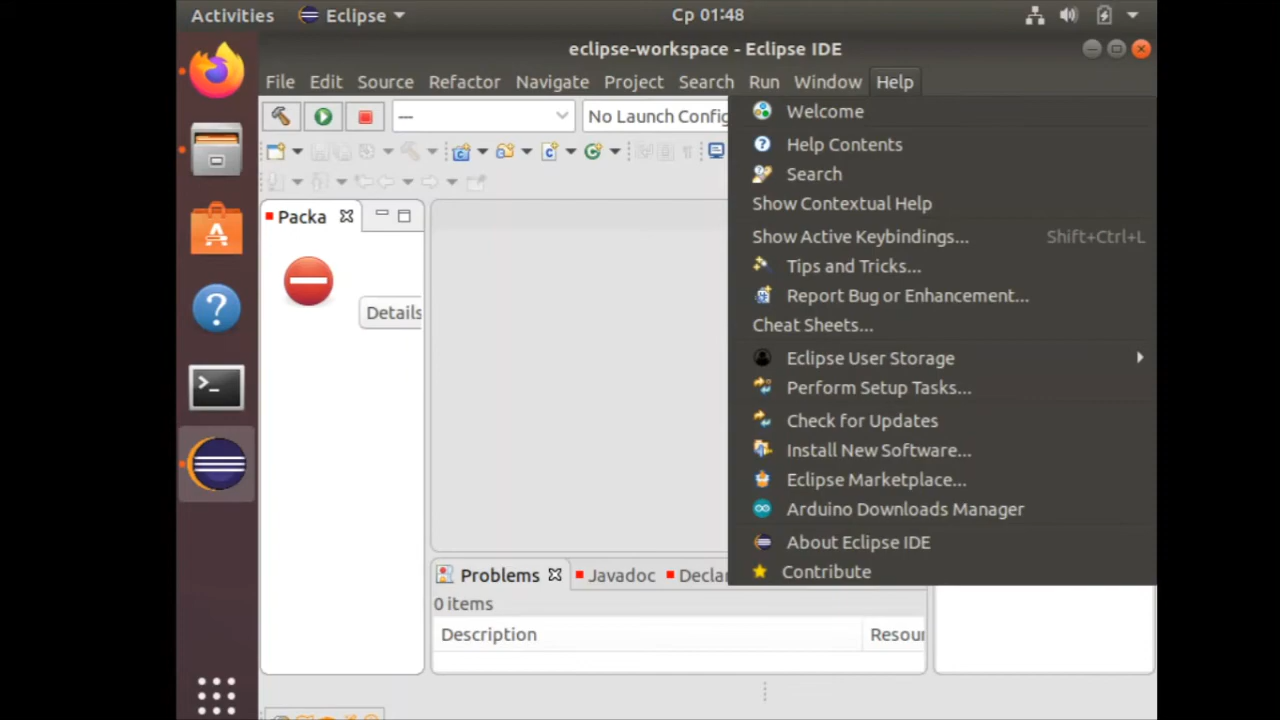 Activities Eclipse Ср 01:48
eclipse-workspace - Eclipse IDE
File Edit Source Refactor Navigate Project Search Run Window Help
--- No Launch Config
Packa
Details
Welcome
Help Contents
Search
Show Contextual Help
Show Active Keybindings... Shift+Ctrl+L
Tips and Tricks...
Report Bug or Enhancement...
Cheat Sheets...
Eclipse User Storage
Perform Setup Tasks...
Check for Updates
Install New Software...
Eclipse Marketplace...
Arduino Downloads Manager
About Eclipse IDE
Contribute
Problems Javadoc Declar
0 items
Description Resour